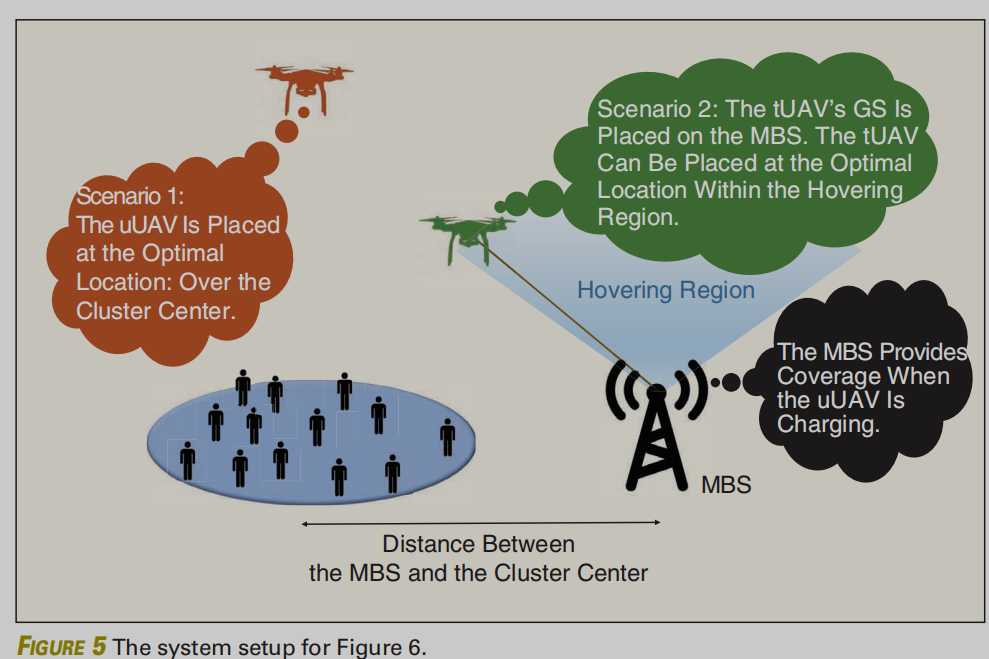 Scenario 1:
The uUAV Is Placed
at the Optimal
Location: Over the
Cluster Center.
Scenario 2: The tUAV’s GS Is
Placed on the MBS. The tUAV
Can Be Placed at the Optimal
Location Within the Hovering
Region.
Hovering Region
The MBS Provides
Coverage When
the uUAV Is
Charging.
MBS
Distance Between
the MBS and the Cluster Center
FIGURE 5 The system setup for Figure 6.